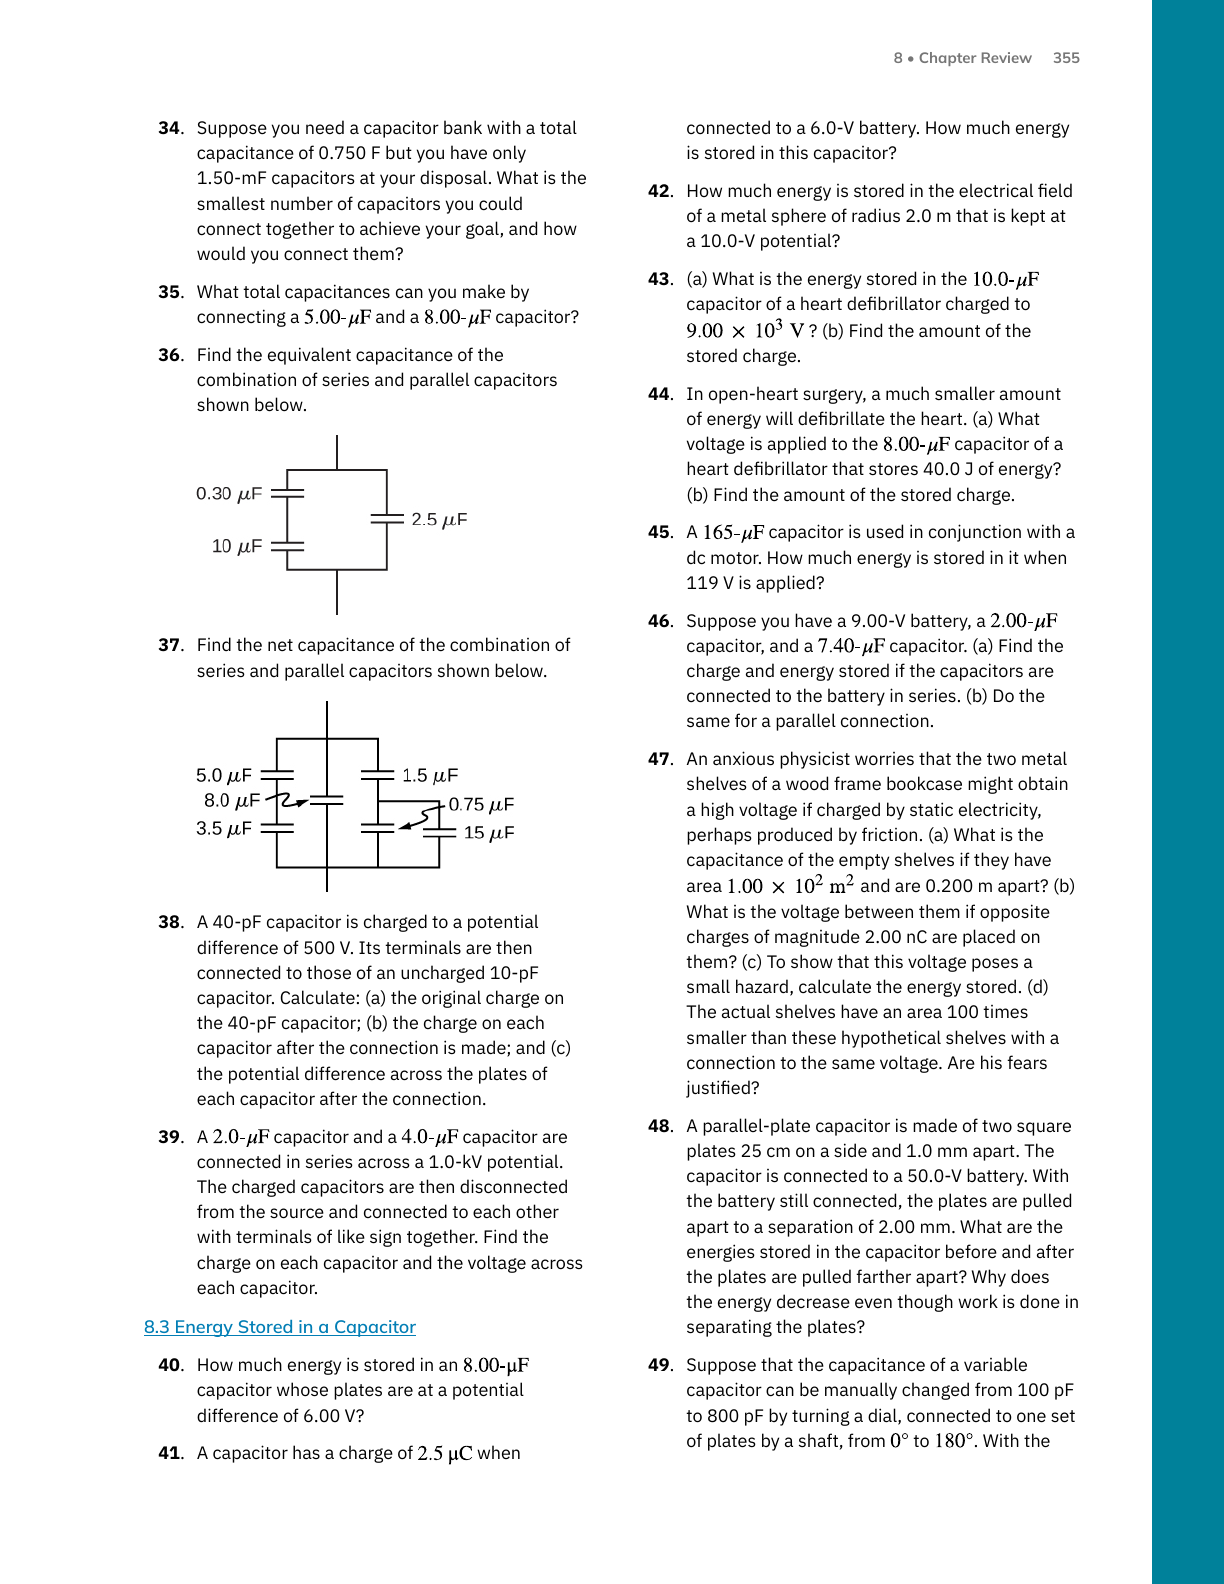 8 • Chapter Review 355
34. Suppose you need a capacitor bank with a total
capacitance of 0.750 F but you have only
1.50-mF capacitors at your disposal. What is the
smallest number of capacitors you could
connect together to achieve your goal, and how
would you connect them?
35. What total capacitances can you make by
connecting a 5.00-μF and a 8.00-μF capacitor?
36. Find the equivalent capacitance of the
combination of series and parallel capacitors
shown below.
0.30 μF
2.5 μF
10 μF
37. Find the net capacitance of the combination of
series and parallel capacitors shown below.
5.0 μF
1.5 μF
8.0 μF
0.75 μF
3.5 μF
15 μF
38. A 40-pF capacitor is charged to a potential
difference of 500 V. Its terminals are then
connected to those of an uncharged 10-pF
capacitor. Calculate: (a) the original charge on
the 40-pF capacitor; (b) the charge on each
capacitor after the connection is made; and (c)
the potential difference across the plates of
each capacitor after the connection.
39. A 2.0-μF capacitor and a 4.0-μF capacitor are
connected in series across a 1.0-kV potential.
The charged capacitors are then disconnected
from the source and connected to each other
with terminals of like sign together. Find the
charge on each capacitor and the voltage across
each capacitor.
8.3 Energy Stored in a Capacitor
40. How much energy is stored in an 8.00-μF
capacitor whose plates are at a potential
difference of 6.00 V?
41. A capacitor has a charge of 2.5 μC when
connected to a 6.0-V battery. How much energy
is stored in this capacitor?
42. How much energy is stored in the electrical field
of a metal sphere of radius 2.0 m that is kept at
a 10.0-V potential?
43. (a) What is the energy stored in the 10.0-μF
capacitor of a heart defibrillator charged to
9.00 × 10³ V ? (b) Find the amount of the
stored charge.
44. In open-heart surgery, a much smaller amount
of energy will defibrillate the heart. (a) What
voltage is applied to the 8.00-μF capacitor of a
heart defibrillator that stores 40.0 J of energy?
(b) Find the amount of the stored charge.
45. A 165-μF capacitor is used in conjunction with a
dc motor. How much energy is stored in it when
119 V is applied?
46. Suppose you have a 9.00-V battery, a 2.00-μF
capacitor, and a 7.40-μF capacitor. (a) Find the
charge and energy stored if the capacitors are
connected to the battery in series. (b) Do the
same for a parallel connection.
47. An anxious physicist worries that the two metal
shelves of a wood frame bookcase might obtain
a high voltage if charged by static electricity,
perhaps produced by friction. (a) What is the
capacitance of the empty shelves if they have
area 1.00 × 10² m² and are 0.200 m apart? (b)
What is the voltage between them if opposite
charges of magnitude 2.00 nC are placed on
them? (c) To show that this voltage poses a
small hazard, calculate the energy stored. (d)
The actual shelves have an area 100 times
smaller than these hypothetical shelves with a
connection to the same voltage. Are his fears
justified?
48. A parallel-plate capacitor is made of two square
plates 25 cm on a side and 1.0 mm apart. The
capacitor is connected to a 50.0-V battery. With
the battery still connected, the plates are pulled
apart to a separation of 2.00 mm. What are the
energies stored in the capacitor before and after
the plates are pulled farther apart? Why does
the energy decrease even though work is done in
separating the plates?
49. Suppose that the capacitance of a variable
capacitor can be manually changed from 100 pF
to 800 pF by turning a dial, connected to one set
of plates by a shaft, from 0° to 180°. With the